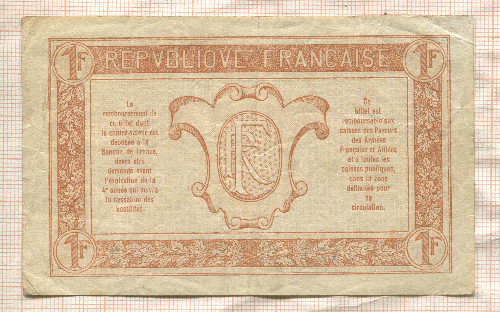 1F
REPVBLIQVE FRANÇAISE
1F
Le
remboursement de
ce billet dont
la contre-valeur est
déposée à la
Banque de France,
devra être
demandé avant
l'expiration de la
4e année qui suivra
la cessation des
hostilités.
RF
Ce
billet est
remboursable aux
caisses des Payeurs
des Armées
Française et Alliées
et à toutes les
caisses publiques,
dans la zone
délimitée pour
sa
circulation.
1F
1F